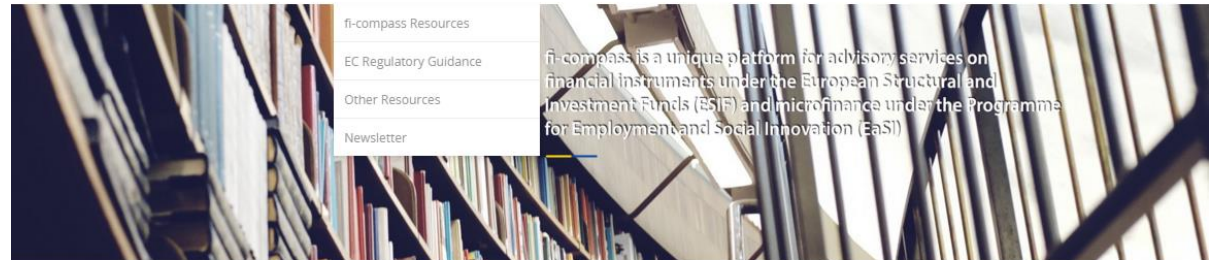 fi-compass Resources
EC Regulatory Guidance
Other Resources
Newsletter
fi-compass is a unique platform for advisory services on
financial instruments under the European Structural and
Investment Funds (ESIF) and microfinance under the Programme
for Employment and Social Innovation (EaSI)